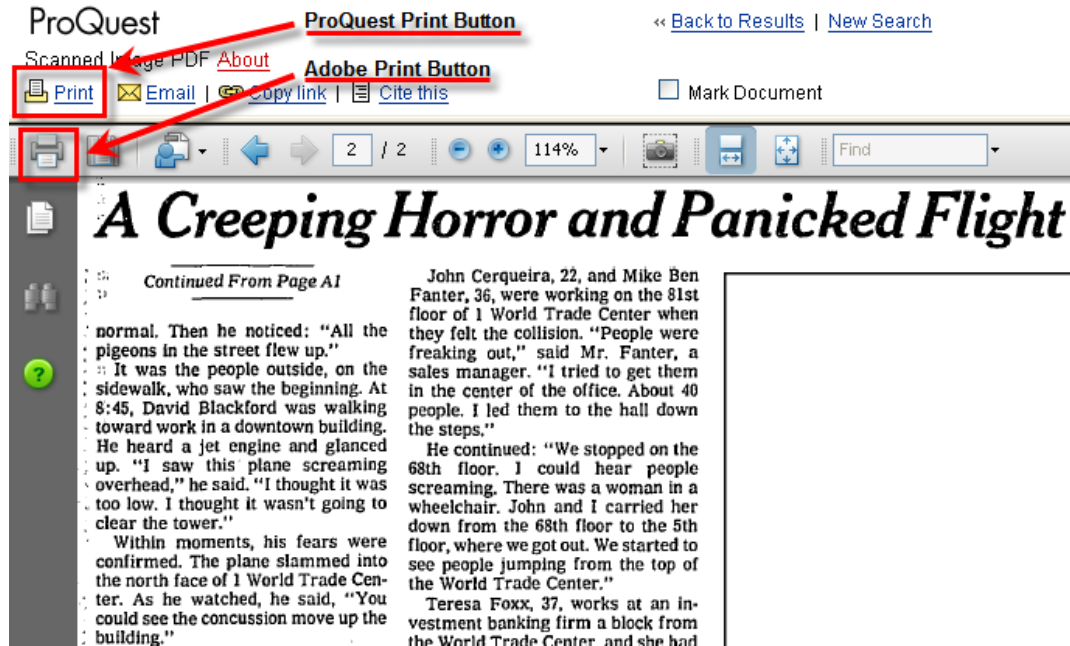 ProQuest
ProQuest Print Button
‹‹ Back to Results | New Search
Scanned Image PDF About
Adobe Print Button
Print
Email | Copy link | Cite this
Mark Document
2 / 2
114%
Find
A Creeping Horror and Panicked Flight
Continued From Page A1
normal. Then he noticed: “All the
pigeons in the street flew up.”
It was the people outside, on the
sidewalk, who saw the beginning. At
8:45, David Blackford was walking
toward work in a downtown building.
He heard a jet engine and glanced
up. “I saw this plane screaming
overhead,” he said. “I thought it was
too low. I thought it wasn't going to
clear the tower.”
Within moments, his fears were
confirmed. The plane slammed into
the north face of 1 World Trade Cen-
ter. As he watched, he said, “You
could see the concussion move up the
building.”
John Cerqueira, 22, and Mike Ben
Fanter, 36, were working on the 81st
floor of 1 World Trade Center when
they felt the collision. “People were
freaking out,” said Mr. Fanter, a
sales manager. “I tried to get them
in the center of the office. About 40
people. I led them to the hall down
the steps.”
He continued: “We stopped on the
68th floor. I could hear people
screaming. There was a woman in a
wheelchair. John and I carried her
down from the 68th floor to the 5th
floor, where we got out. We started to
see people jumping from the top of
the World Trade Center.”
Teresa Foxx, 37, works at an in-
vestment banking firm a block from
the World Trade Center, and she had